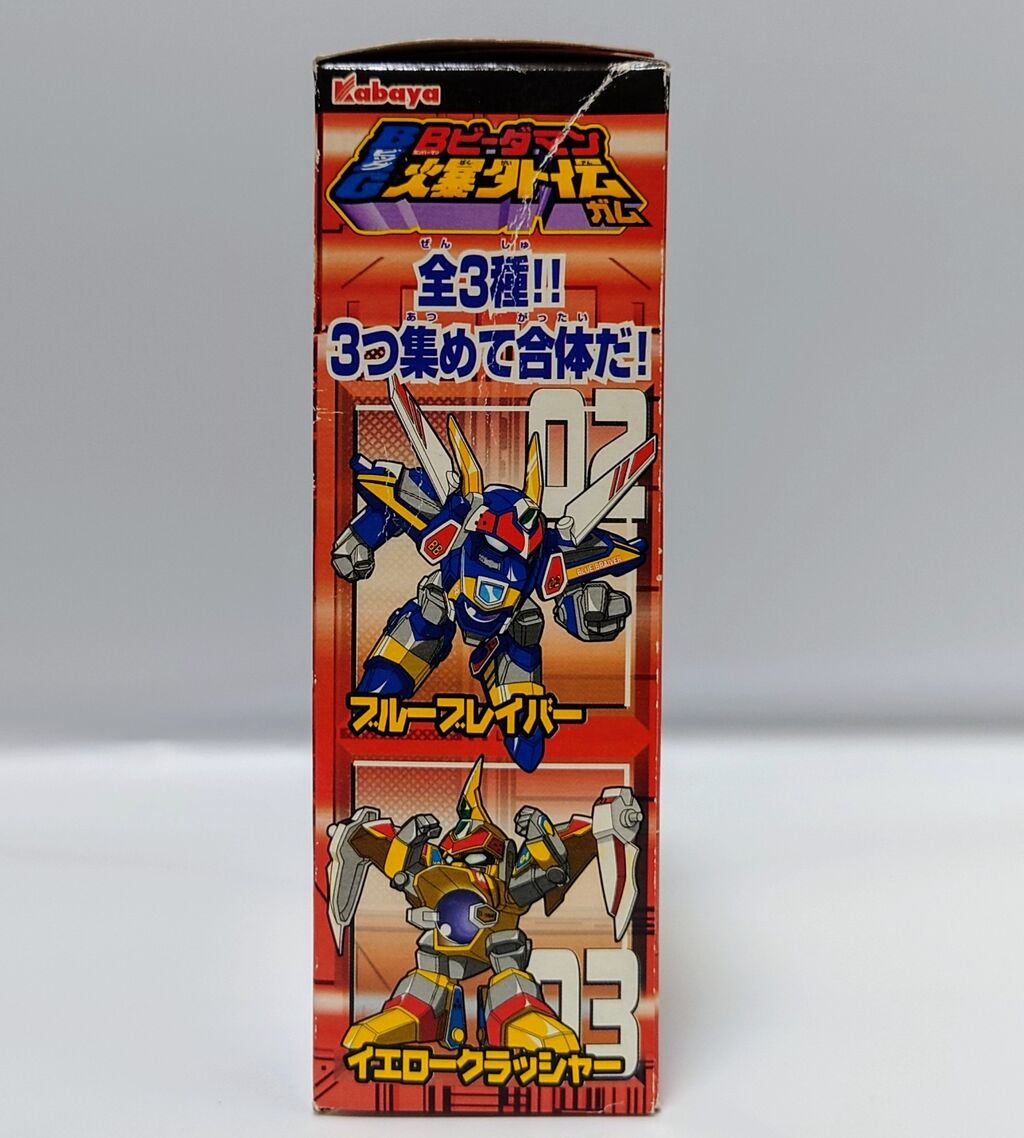 Kabaya
Bビーダマン
爆外伝
ガム
ぜん しゅ
全3種!!
あつ がったい
3つ集めて合体だ!
02
BB
BLUE BRAIVER
ブルーブレイバー
03
イエロークラッシャー